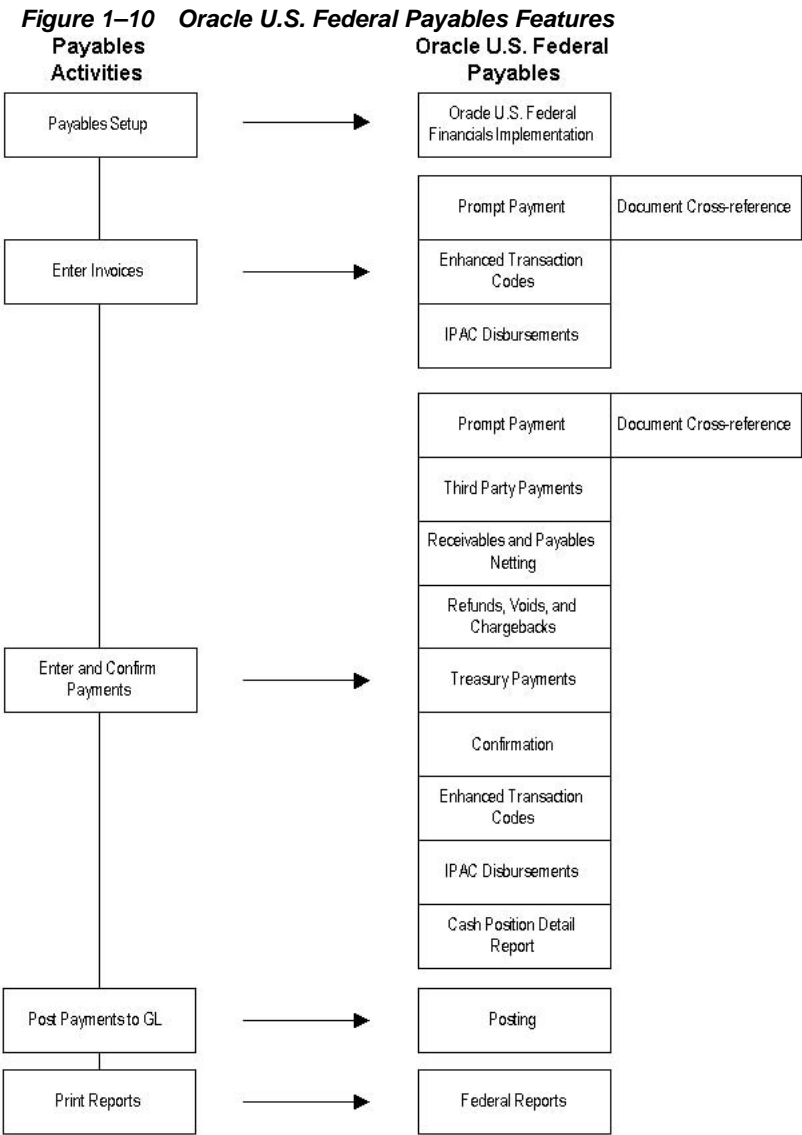 Figure 1–10 Oracle U.S. Federal Payables Features
Payables
Activities
Oracle U.S. Federal
Payables
Payables Setup
Oracle U.S. Federal
Financials Implementation
Enter Invoices
Prompt Payment
Document Cross-reference
Enhanced Transaction
Codes
IPAC Disbursements
Enter and Confirm
Payments
Prompt Payment
Document Cross-reference
Third Party Payments
Receivables and Payables
Netting
Refunds, Voids, and
Chargebacks
Treasury Payments
Confirmation
Enhanced Transaction
Codes
IPAC Disbursements
Cash Position Detail
Report
Post Payments to GL
Posting
Print Reports
Federal Reports